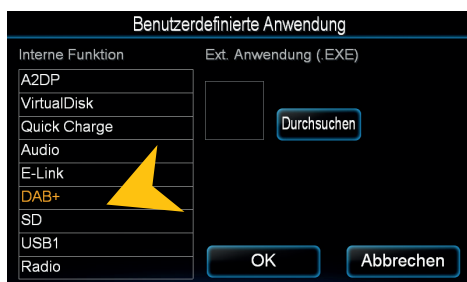 Benutzerdefinierte Anwendung
Interne Funktion
Ext. Anwendung (.EXE)
A2DP
VirtualDisk
Quick Charge
Durchsuchen
Audio
E-Link
DAB+
SD
USB1
Radio
OK
Abbrechen